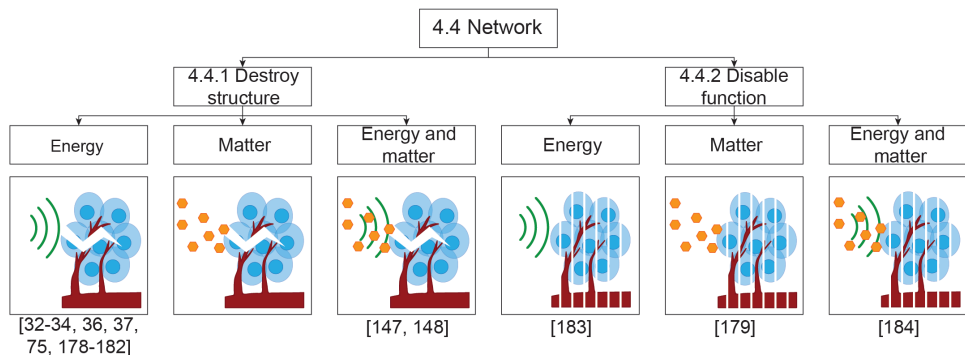 4.4 Network
4.4.1 Destroy
structure
4.4.2 Disable
function
Energy
Matter
Energy and
matter
Energy
Matter
Energy and
matter
[32-34, 36, 37,
75, 178-182]
[147, 148]
[183]
[179]
[184]